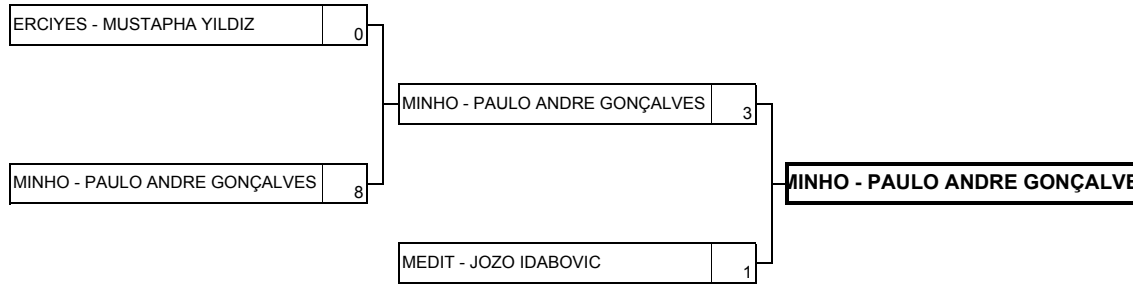 ERCIYES - MUSTAPHA YILDIZ 0
MINHO - PAULO ANDRE GONÇALVES 3
MINHO - PAULO ANDRE GONÇALVES 8
MINHO - PAULO ANDRE GONÇALVE
MEDIT - JOZO IDABOVIC 1